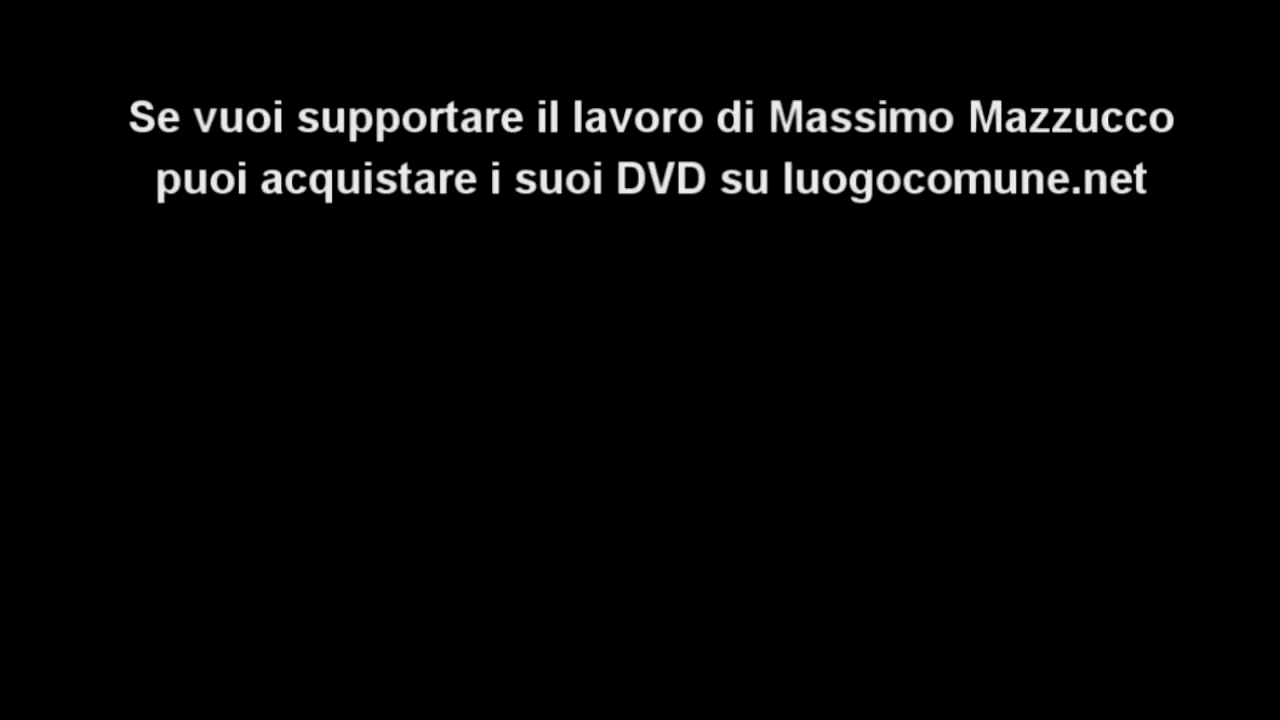 Se vuoi supportare il lavoro di Massimo Mazzucco
puoi acquistare i suoi DVD su luogocomune.net